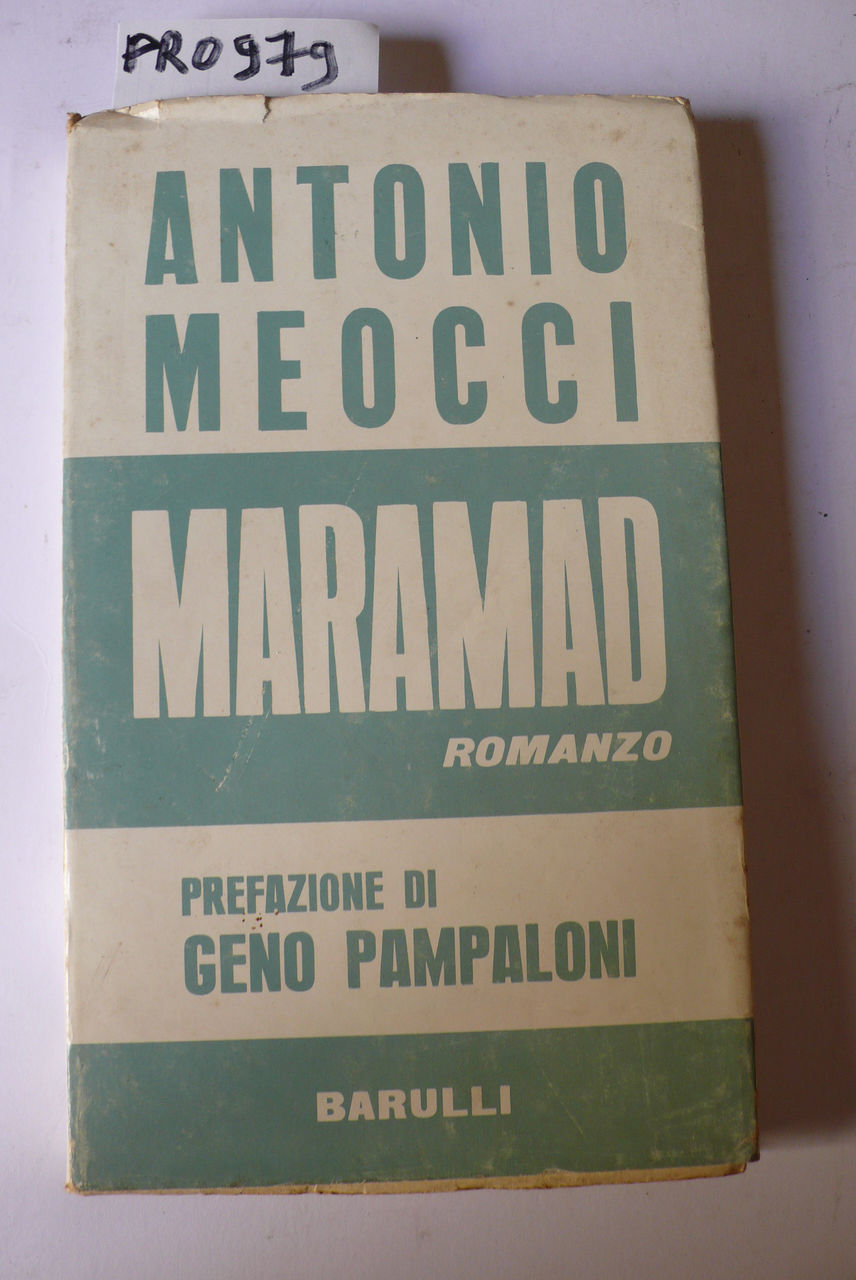 PRO979
ANTONIO
MEOCCI
MARAMAD
ROMANZO
PREFAZIONE DI
GENO PAMPALONI
BARULLI